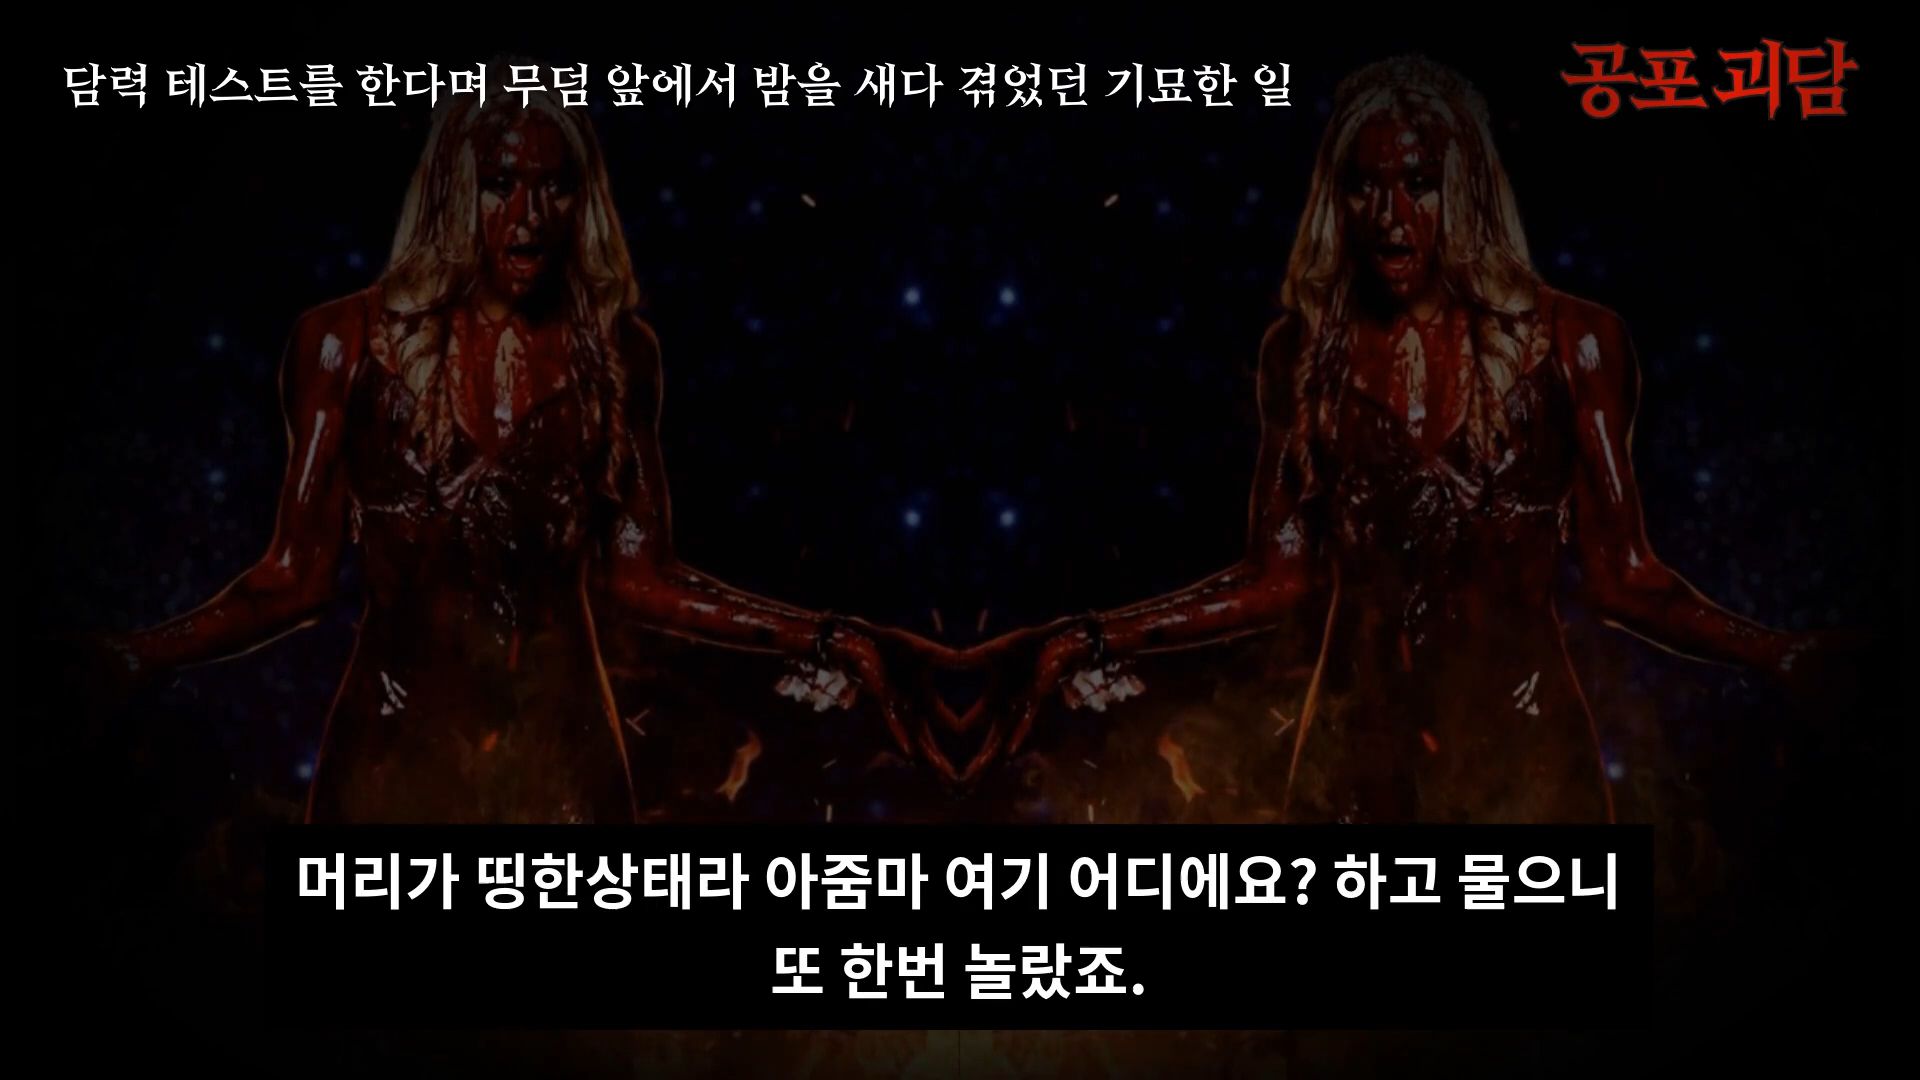 담력 테스트를 한다며 무덤 앞에서 밤을 새다 겪었던 기묘한 일
공포 괴담
머리가 띵한상태라 아줌마 여기 어디에요? 하고 물으니
또 한번 놀랐죠.